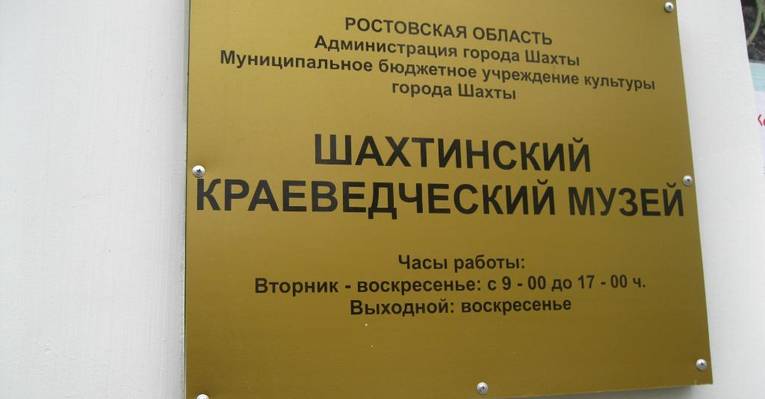 РОСТОВСКАЯ ОБЛАСТЬ
Администрация города Шахты
Муниципальное бюджетное учреждение культуры
города Шахты
ШАХТИНСКИЙ
КРАЕВЕДЧЕСКИЙ МУЗЕЙ
Часы работы:
Вторник - воскресенье: с 9 - 00 до 17 - 00 ч.
Выходной: воскресенье